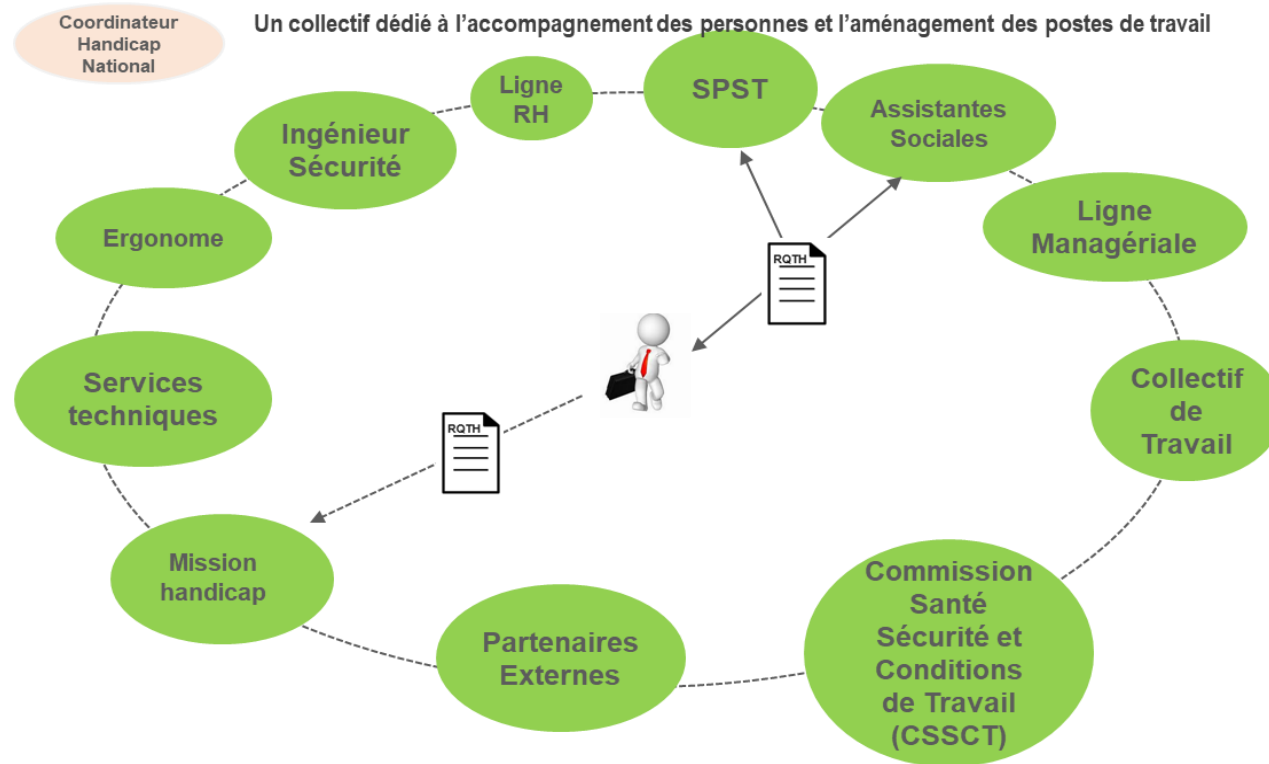 Coordinateur
Handicap
National
Un collectif dédié à l’accompagnement des personnes et l’aménagement des postes de travail
Ligne
RH
SPST
Assistantes
Sociales
Ingénieur
Sécurité
Ligne
Managériale
Ergonome
RQTH
Services
techniques
Collectif
de
Travail
RQTH
Mission
handicap
Partenaires
Externes
Commission
Santé
Sécurité et
Conditions
de Travail
(CSSCT)